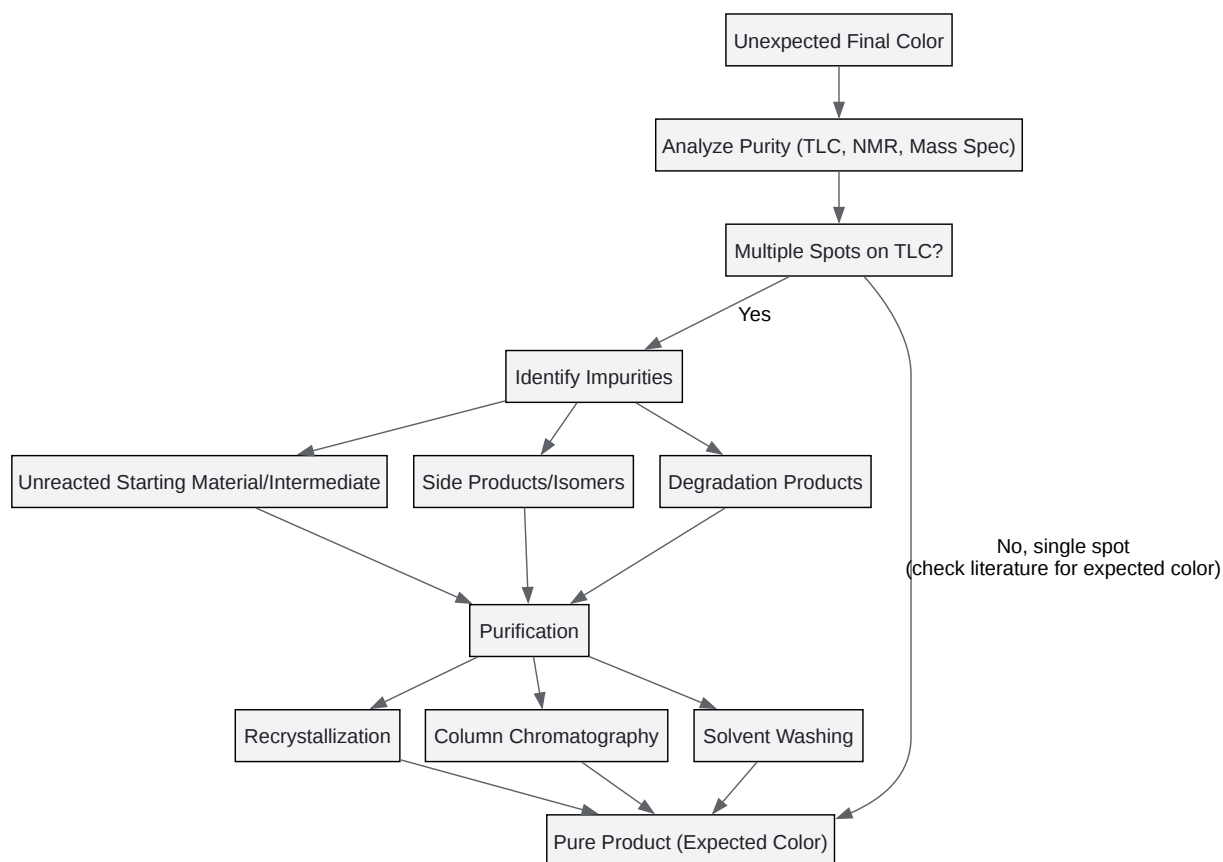 Unexpected Final Color
Analyze Purity (TLC, NMR, Mass Spec)
Multiple Spots on TLC?
Yes
Identify Impurities
Unreacted Starting Material/Intermediate
Side Products/Isomers
Degradation Products
No, single spot
(check literature for expected color)
Purification
Recrystallization
Column Chromatography
Solvent Washing
Pure Product (Expected Color)